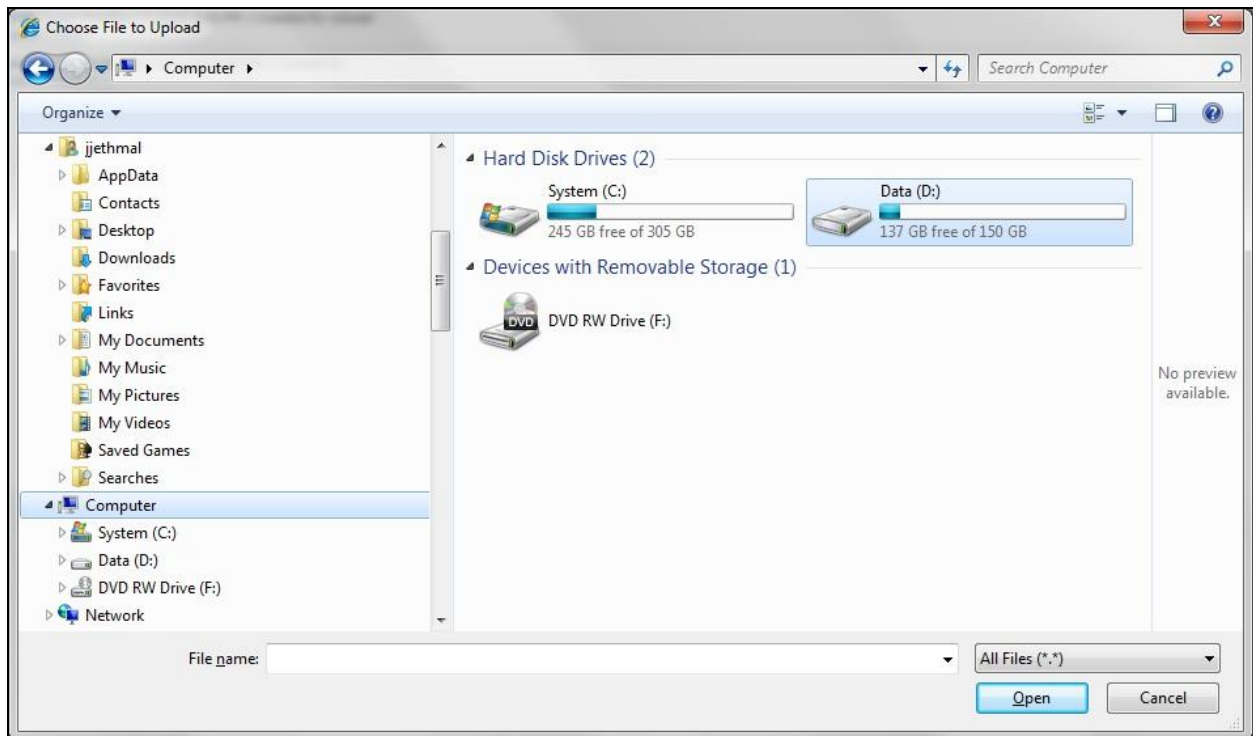 Choose File to Upload
Computer
Search Computer
Organize
jjethmal
AppData
Contacts
Desktop
Downloads
Favorites
Links
My Documents
My Music
My Pictures
My Videos
Saved Games
Searches
Computer
System (C:)
Data (D:)
DVD RW Drive (F:)
Network
Hard Disk Drives (2)
System (C:)
245 GB free of 305 GB
Data (D:)
137 GB free of 150 GB
Devices with Removable Storage (1)
DVD
DVD RW Drive (F:)
No preview
available.
File name:
All Files (*.*)
Open
Cancel